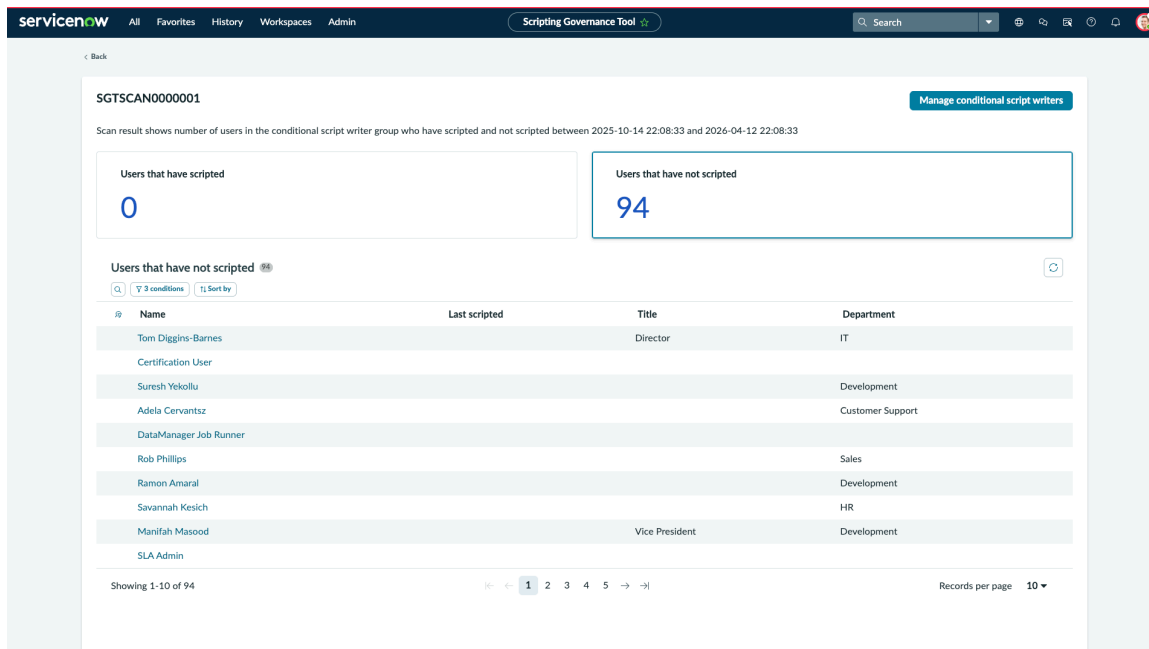 servicenow All Favorites History Workspaces Admin Scripting Governance Tool Search
Back
SGTSCAN0000001 Manage conditional script writers
Scan result shows number of users in the conditional script writer group who have scripted and not scripted between 2025-10-14 22:08:33 and 2026-04-12 22:08:33
Users that have scripted Users that have not scripted
0 94
Users that have not scripted 94
3 conditions Sort by
Name Last scripted Title Department
Tom Diggins-Barnes Director IT
Certification User
Suresh Yekollu Development
Adela Cervantsz Customer Support
DataManager Job Runner
Rob Phillips Sales
Ramon Amaral Development
Savannah Kesich HR
Manifah Masood Vice President Development
SLA Admin
Showing 1-10 of 94 1 2 3 4 5 Records per page 10